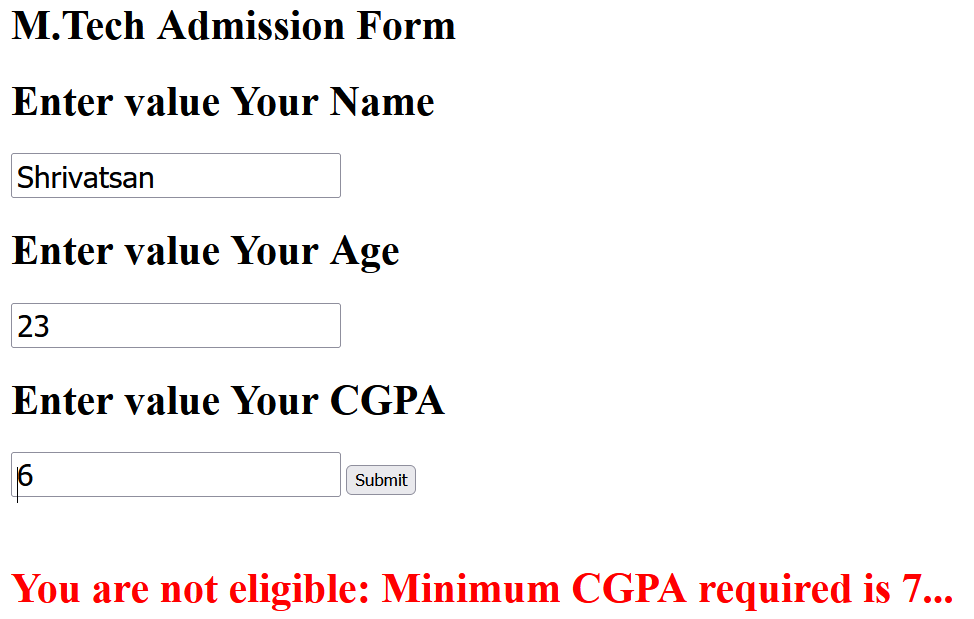 M.Tech Admission Form
Enter value Your Name
Shrivatsan
Enter value Your Age
23
Enter value Your CGPA
6 Submit
You are not eligible: Minimum CGPA required is 7...